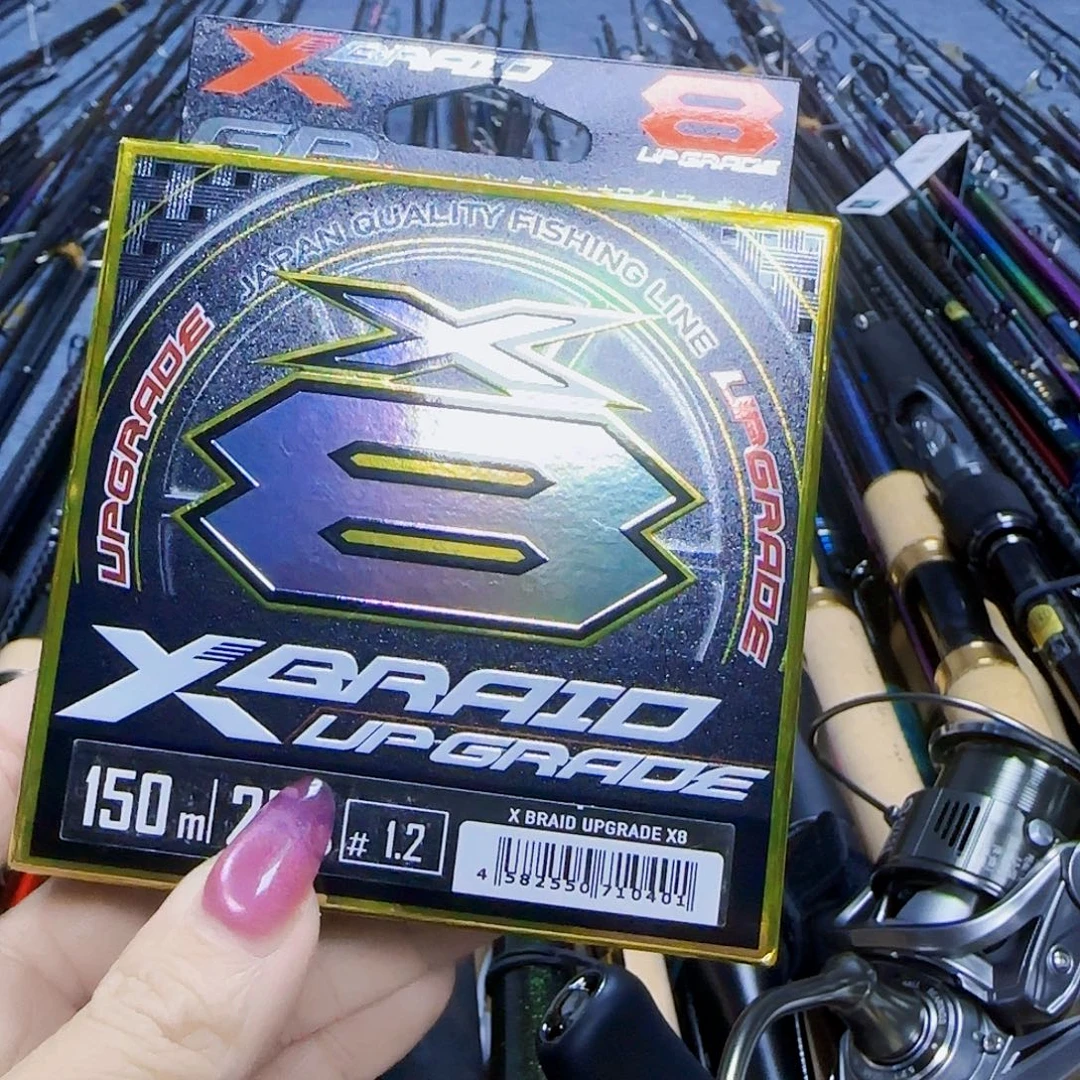 X BRAID
8
UPGRADE
JAPAN QUALITY FISHING LINE
UPGRADE
UPGRADE
X
8
XBRAID
UPGRADE
150 m
# 1.2
X BRAID UPGRADE X8
4 582550 710401